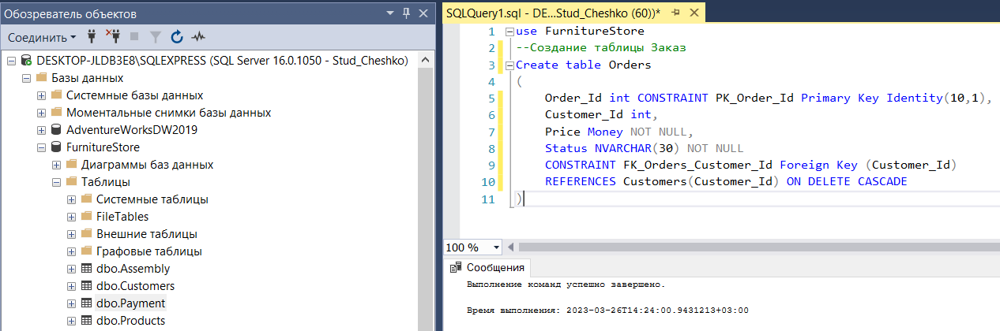 Обозреватель объектов
Соединить
DESKTOP-JLDB3E8\SQLEXPRESS (SQL Server 16.0.1050 - Stud_Cheshko)
Базы данных
Системные базы данных
Моментальные снимки базы данных
AdventureWorksDW2019
FurnitureStore
Диаграммы баз данных
Таблицы
Системные таблицы
FileTables
Внешние таблицы
Графовые таблицы
dbo.Assembly
dbo.Customers
dbo.Payment
dbo.Products
SQLQuery1.sql - DE...Stud_Cheshko (60))*
1 use FurnitureStore
2 --Создание таблицы Заказ
3 Create table Orders
4 (
5 Order_Id int CONSTRAINT PK_Order_Id Primary Key Identity(10,1),
6 Customer_Id int,
7 Price Money NOT NULL,
8 Status NVARCHAR(30) NOT NULL
9 CONSTRAINT FK_Orders_Customer_Id Foreign Key (Customer_Id)
10 REFERENCES Customers(Customer_Id) ON DELETE CASCADE
11 )
100 %
Сообщения
Выполнение команд успешно завершено.
Время выполнения: 2023-03-26T14:24:00.9431213+03:00